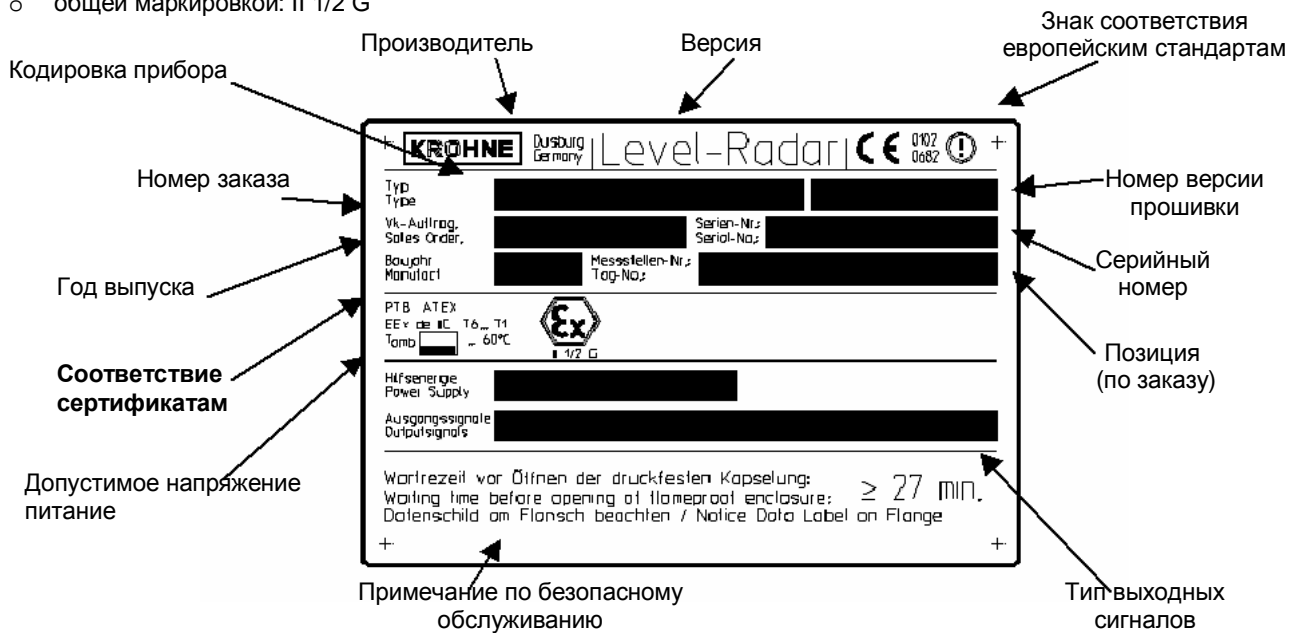 o общей маркировкой: II 1/2 G
Знак соответствия
европейским стандартам
Производитель
Версия
Кодировка прибора
KROHNE
Duisburg
Germany
Level-Radar
CE
0102
0682
Номер заказа
Typ
Type
Номер версии
прошивки
Vk-Auftrag.
Sales Order.
Serien-Nr.:
Serial-No.:
Серийный
номер
Год выпуска
Baujahr
Manufact
Messstellen-Nr.:
Tag-No.:
PTB ATEX
EEx de IIC T6... T1
Tamb ... 60°C
Ex
II 1/2 G
Позиция
(по заказу)
Соответствие
сертификатам
Hilfsenergie
Power Supply
Ausgangssignale
Outputsignals
Допустимое напряжение
питание
Wartezeit vor Öffnen der druckfesten Kapselung:
Waiting time before opening of flameproof enclosure:
≥ 27 min.
Datenschild am Flansch beachten / Notice Data Label on Flange
Примечание по безопасному
обслуживанию
Тип выходных
сигналов